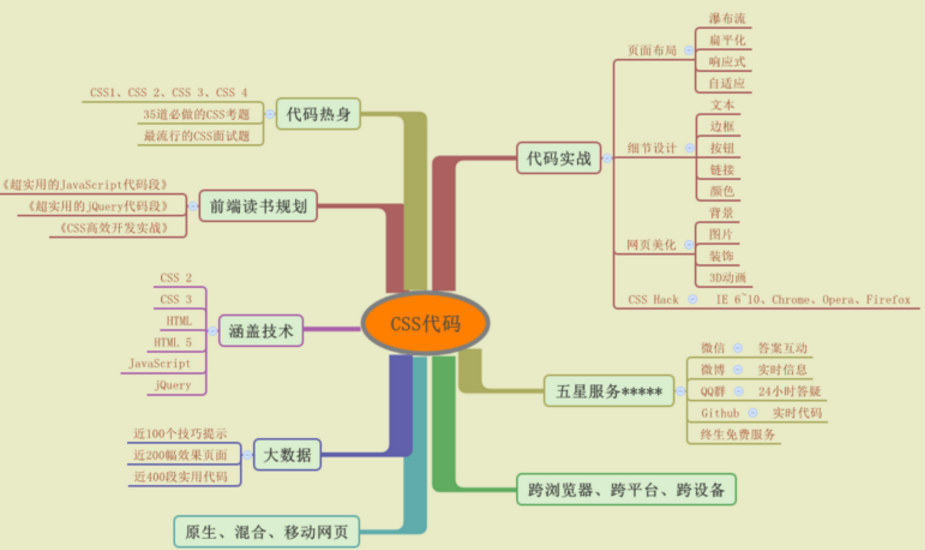 CSS代码
代码热身
CSS1、CSS 2、CSS 3、CSS 4
35道必做的CSS考题
最流行的CSS面试题
前端读书规划
《超实用的JavaScript代码段》
《超实用的jQuery代码段》
《CSS高效开发实战》
涵盖技术
CSS 2
CSS 3
HTML
HTML 5
JavaScript
jQuery
大数据
近100个技巧提示
近200幅效果页面
近400段实用代码
原生、混合、移动网页
代码实战
页面布局
瀑布流
扁平化
响应式
自适应
细节设计
文本
边框
按钮
链接
颜色
网页美化
背景
图片
装饰
3D动画
CSS Hack
IE 6~10、Chrome、Opera、Firefox
五星服务*****
微信 答案互动
微博 实时信息
QQ群 24小时答疑
Github 实时代码
终生免费服务
跨浏览器、跨平台、跨设备